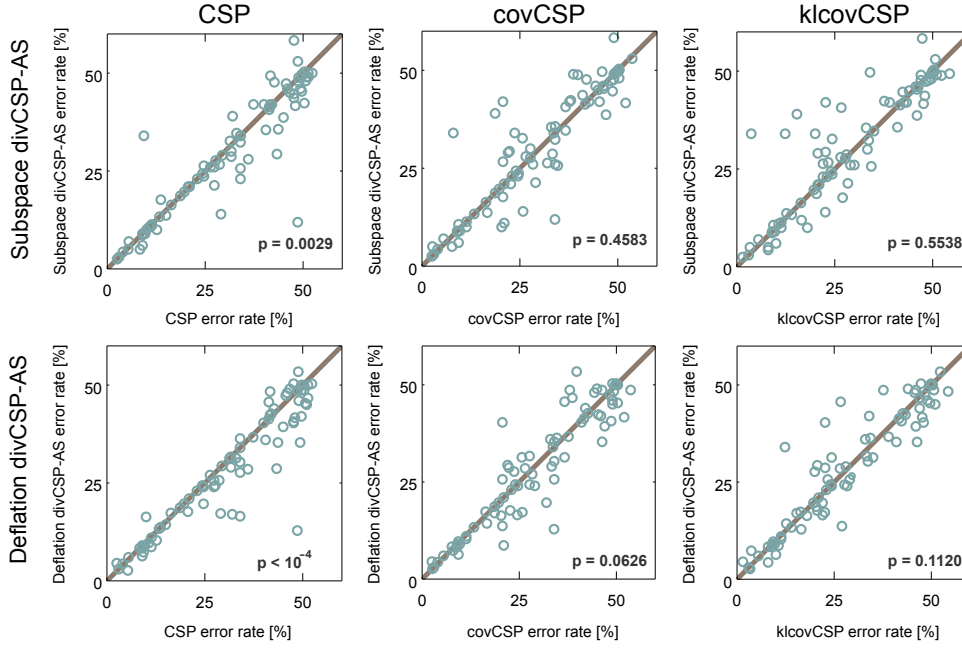 CSP
covCSP
klcovCSP
Subspace divCSP-AS
Subspace divCSP-AS error rate [%]
50
25
0
p = 0.0029
0
25
50
CSP error rate [%]
Subspace divCSP-AS error rate [%]
50
25
0
p = 0.4583
0
25
50
covCSP error rate [%]
Subspace divCSP-AS error rate [%]
50
25
0
p = 0.5538
0
25
50
klcovCSP error rate [%]
Deflation divCSP-AS
Deflation divCSP-AS error rate [%]
50
25
0
p < 10^-4
0
25
50
CSP error rate [%]
Deflation divCSP-AS error rate [%]
50
25
0
p = 0.0626
0
25
50
covCSP error rate [%]
Deflation divCSP-AS error rate [%]
50
25
0
p = 0.1120
0
25
50
klcovCSP error rate [%]